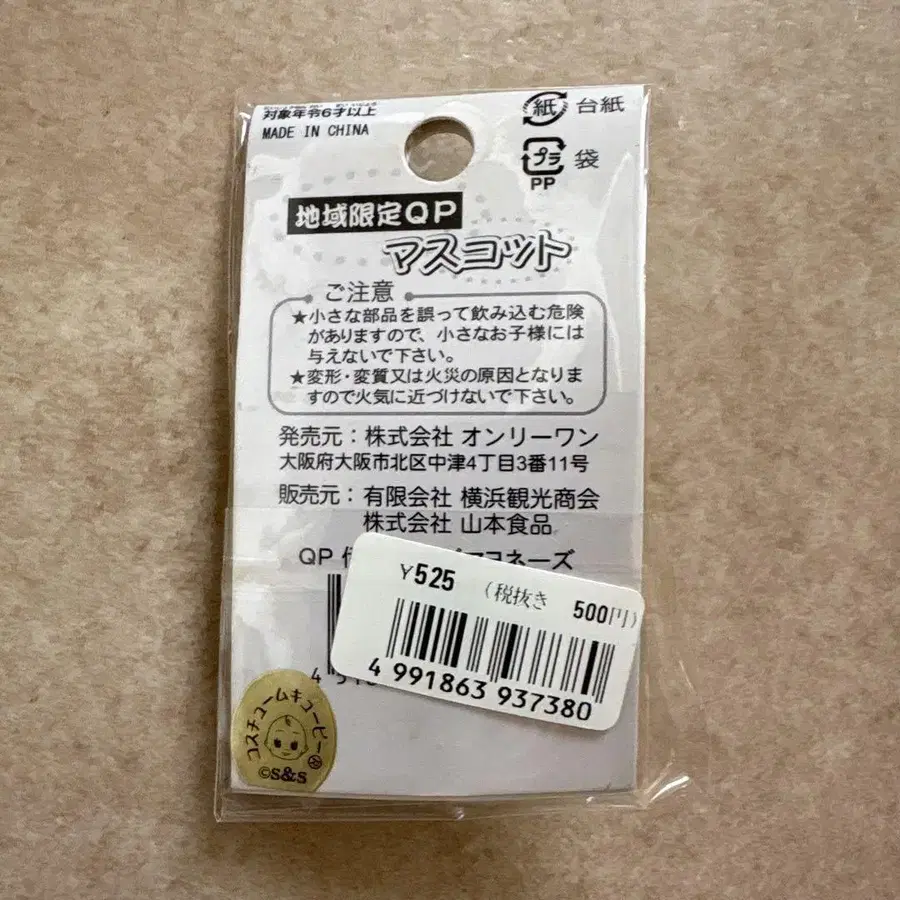 対象年令6才以上
MADE IN CHINA
紙 台紙
プラ 袋
PP
地域限定QP
マスコット
ご注意
★小さな部品を誤って飲み込む危険
がありますので、小さなお子様には
与えないで下さい。
★変形・変質又は火災の原因となりま
すので火気に近づけないで下さい。
発売元：株式会社 オンリーワン
大阪府大阪市北区中津4丁目3番11号
販売元：有限会社 横浜観光商会
株式会社 山本食品
QP
ヨネーズ
¥525 (税抜き 500円)
4 991863 937380
コスチュームキューピー
©S&S